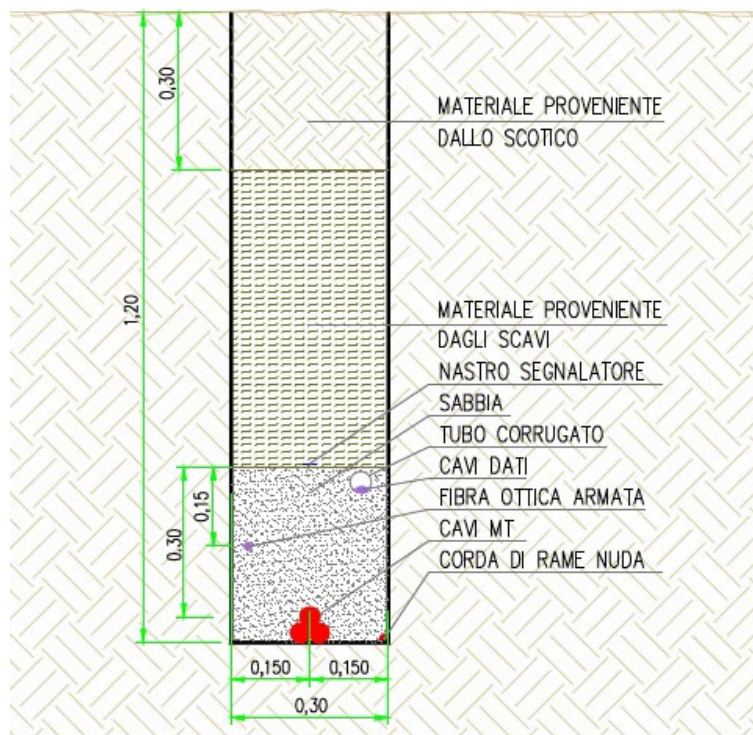 0,30
MATERIALE PROVENIENTE
DALLO SCOTICO
1,20
MATERIALE PROVENIENTE
DAGLI SCAVI
NASTRO SEGNALATORE
SABBIA
TUBO CORRUGATO
CAVI DATI
0,15
FIBRA OTTICA ARMATA
0,30
CAVI MT
CORDA DI RAME NUDA
0,150
0,150
0,30